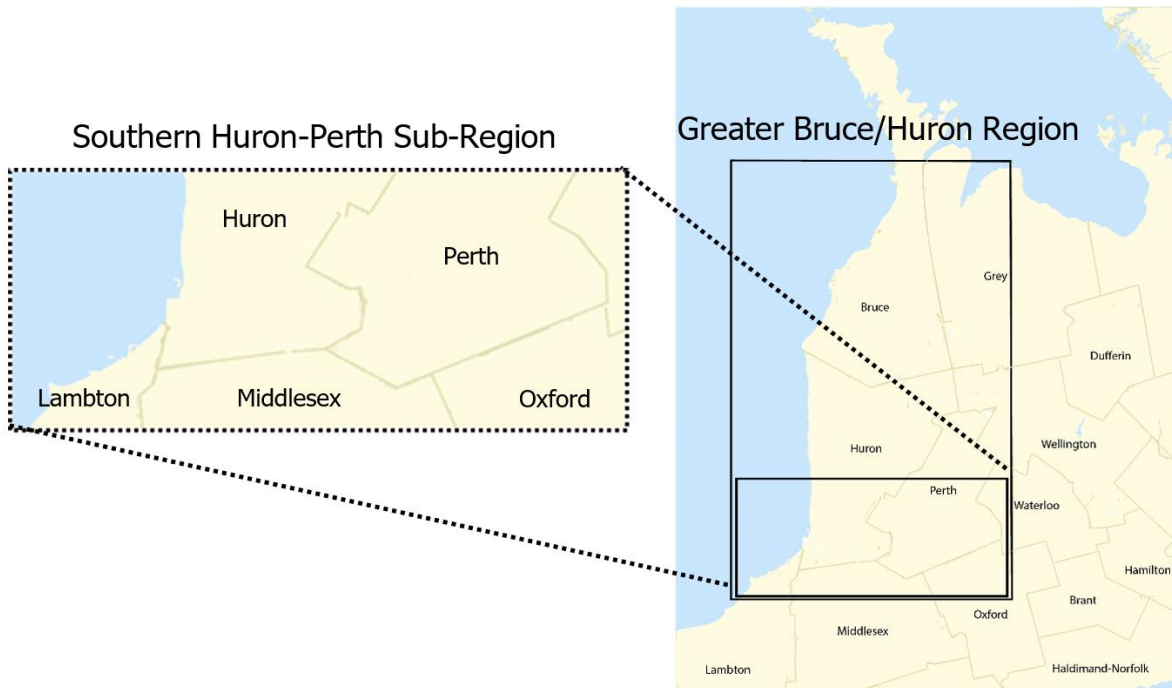 Southern Huron-Perth Sub-Region
Huron
Perth
Lambton
Middlesex
Oxford
Greater Bruce/Huron Region
Grey
Bruce
Dufferin
Huron
Wellington
Perth
Waterloo
Hamilton
Brant
Oxford
Middlesex
Lambton
Haldimand-Norfolk